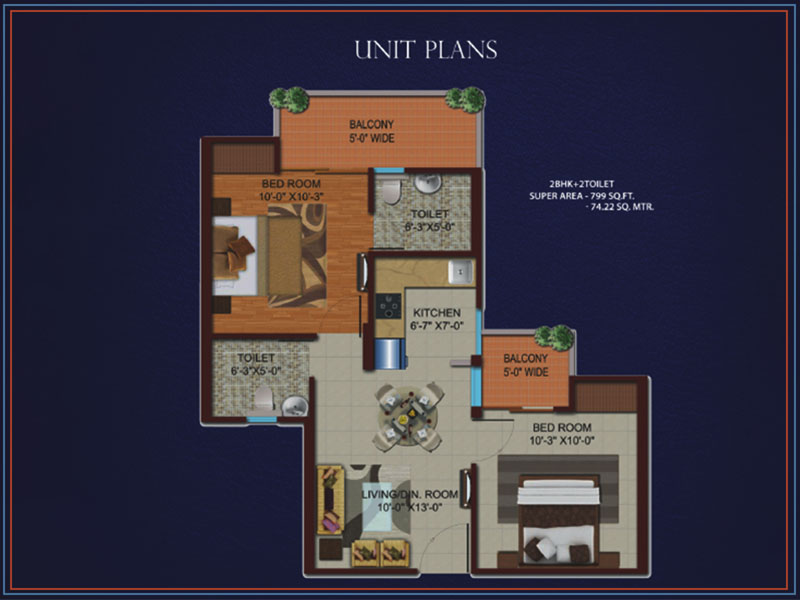 UNIT PLANS
BALCONY
5'-0" WIDE
2BHK+2TOILET
SUPER AREA - 799 SQ.FT.
- 74.22 SQ. MTR.
BED ROOM
10'-0" X10'-3"
TOILET
6'-3"X5'-0"
KITCHEN
6'-7" X7'-0"
TOILET
6'-3"X5'-0"
BALCONY
5'-0" WIDE
BED ROOM
10'-3" X10'-0"
LIVING/DIN. ROOM
10'-0" X13'-0"